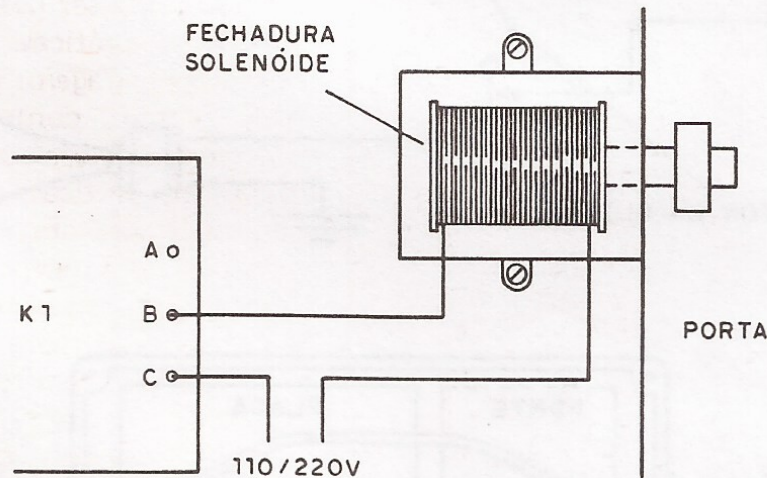 FECHADURA
SOLENÓIDE
A
K1
B
PORTA
C
110/220V